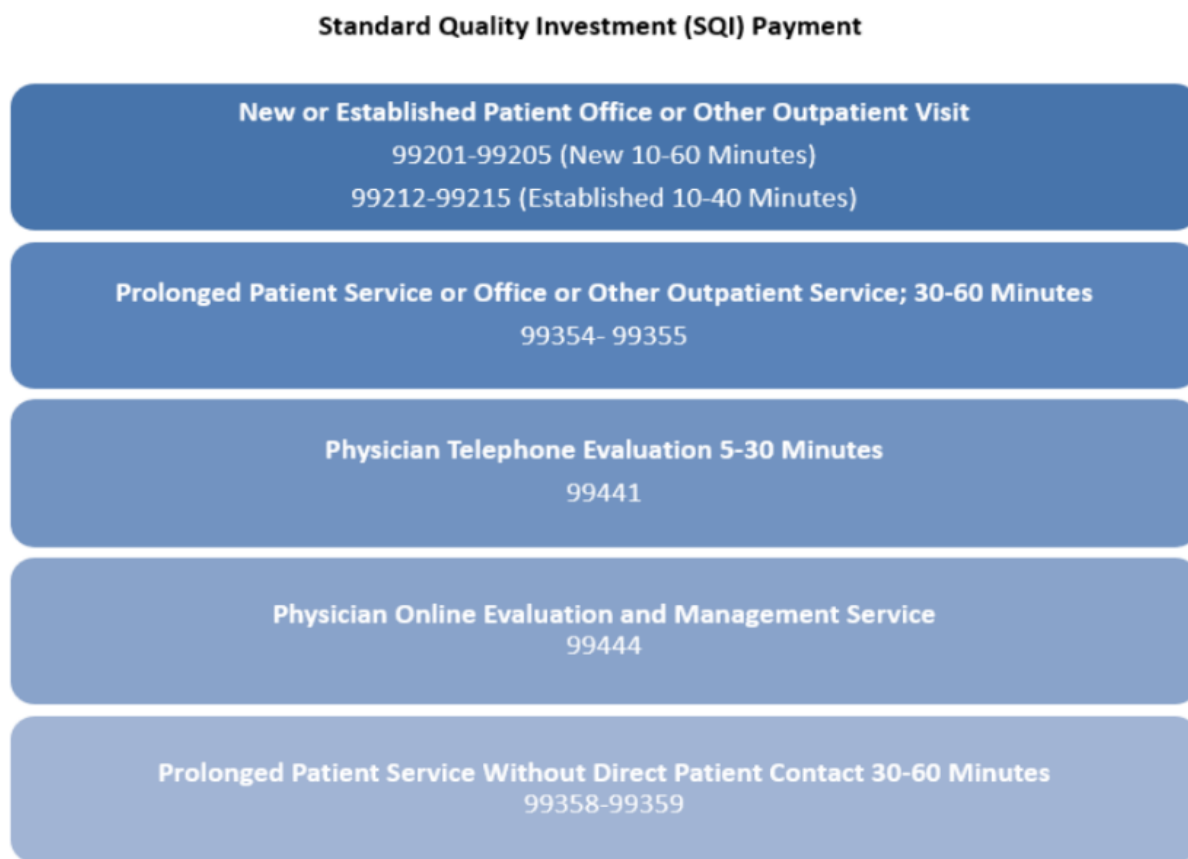 Standard Quality Investment (SQI) Payment
New or Established Patient Office or Other Outpatient Visit
99201-99205 (New 10-60 Minutes)
99212-99215 (Established 10-40 Minutes)
Prolonged Patient Service or Office or Other Outpatient Service; 30-60 Minutes
99354- 99355
Physician Telephone Evaluation 5-30 Minutes
99441
Physician Online Evaluation and Management Service
99444
Prolonged Patient Service Without Direct Patient Contact 30-60 Minutes
99358-99359